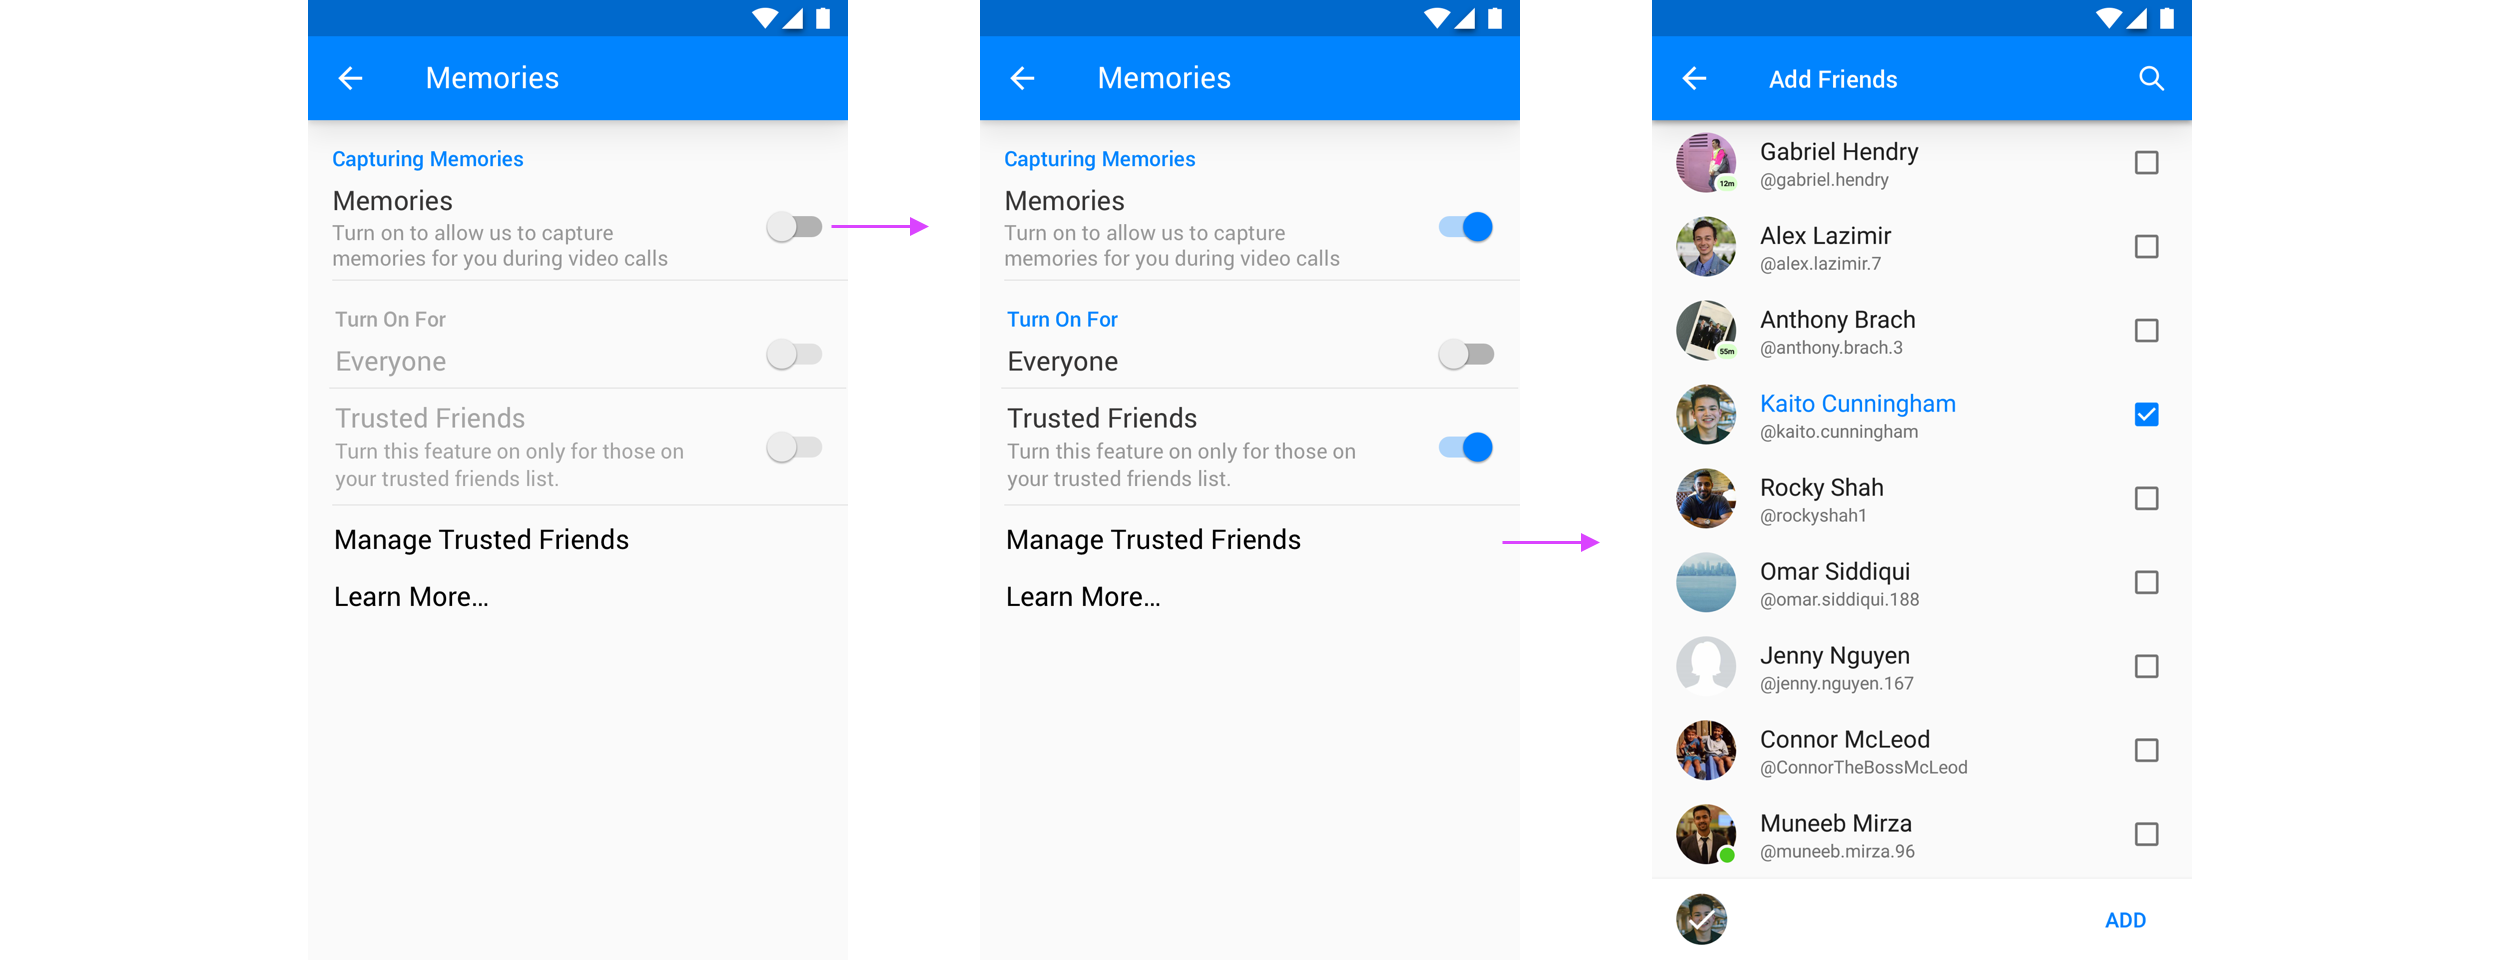 Memories
Capturing Memories
Memories
Turn on to allow us to capture
memories for you during video calls
Turn On For
Everyone
Trusted Friends
Turn this feature on only for those on
your trusted friends list.
Manage Trusted Friends
Learn More...
Memories
Capturing Memories
Memories
Turn on to allow us to capture
memories for you during video calls
Turn On For
Everyone
Trusted Friends
Turn this feature on only for those on
your trusted friends list.
Manage Trusted Friends
Learn More...
Add Friends
Gabriel Hendry
@gabriel.hendry
12m
Alex Lazimir
@alex.lazimir.7
Anthony Brach
@anthony.brach.3
55m
Kaito Cunningham
@kaito.cunningham
Rocky Shah
@rockyshah1
Omar Siddiqui
@omar.siddiqui.188
Jenny Nguyen
@jenny.nguyen.167
Connor McLeod
@ConnorTheBossMcLeod
Muneeb Mirza
@muneeb.mirza.96
ADD